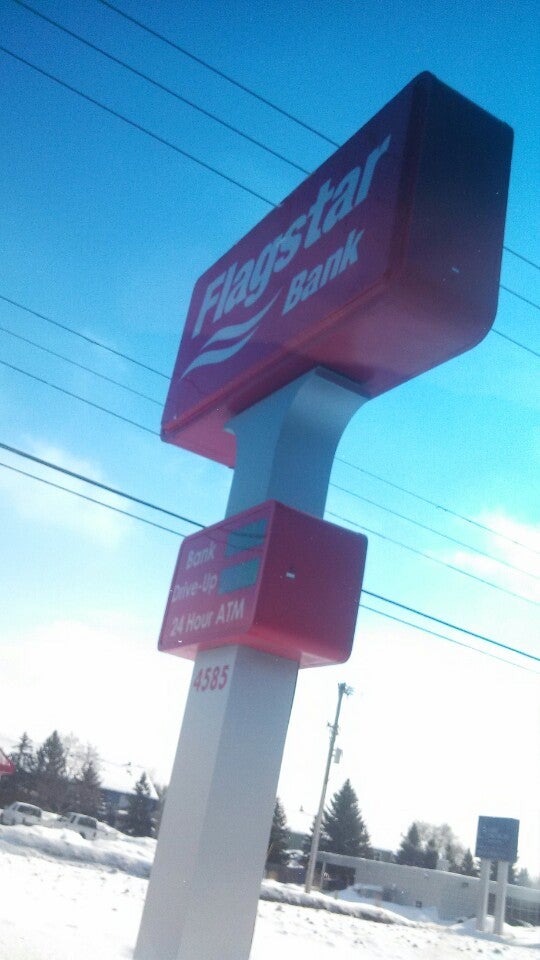 Flagstar
Bank
Bank
Drive-Up
24 Hour ATM
4585